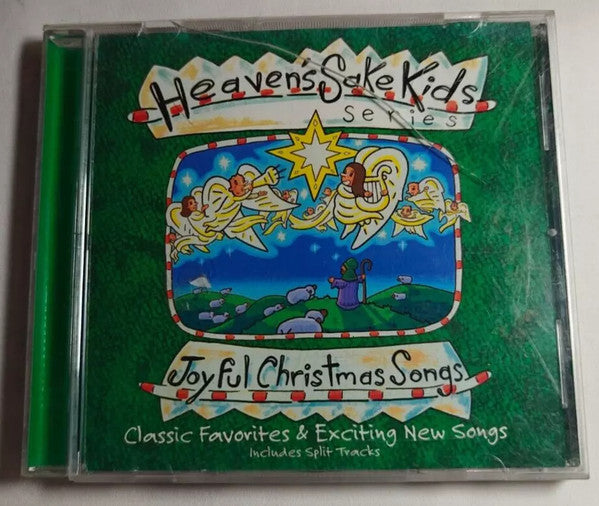 Heaven's Sake Kids
Series
Joyful Christmas Songs
Classic Favorites & Exciting New Songs
Includes Split Tracks